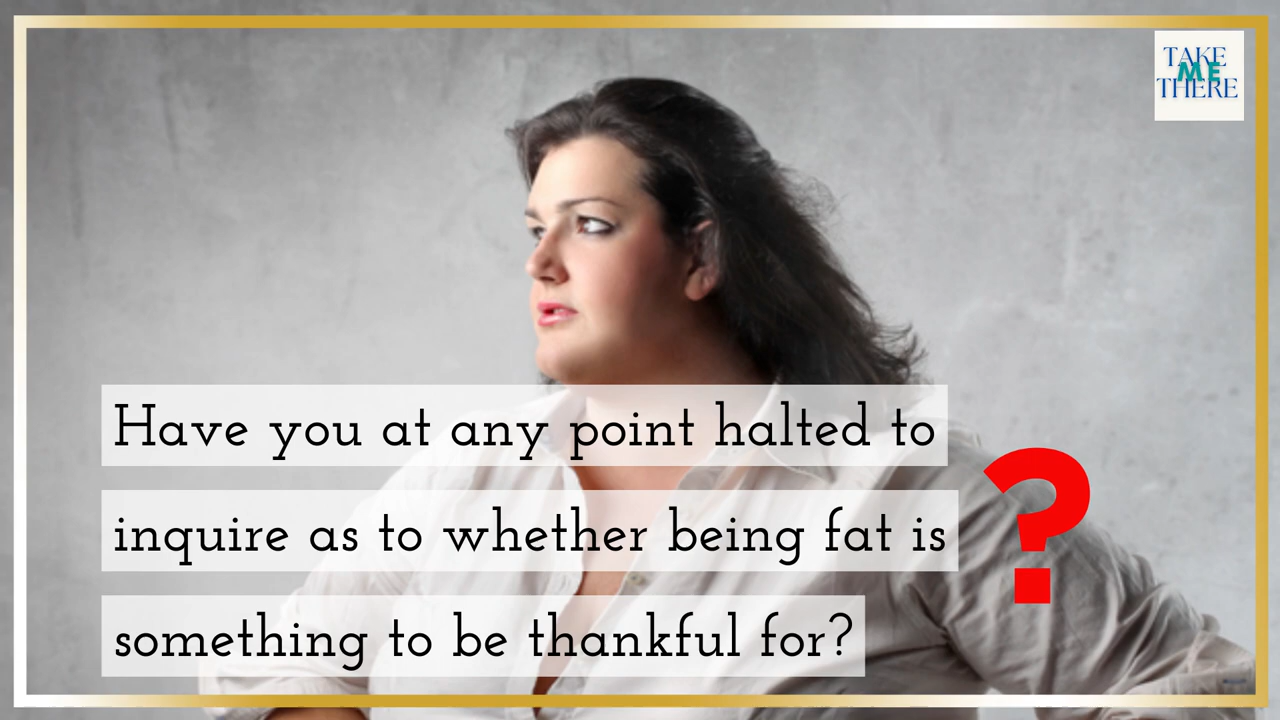 TAKE
ME
THERE
Have you at any point halted to
inquire as to whether being fat is
something to be thankful for?
?